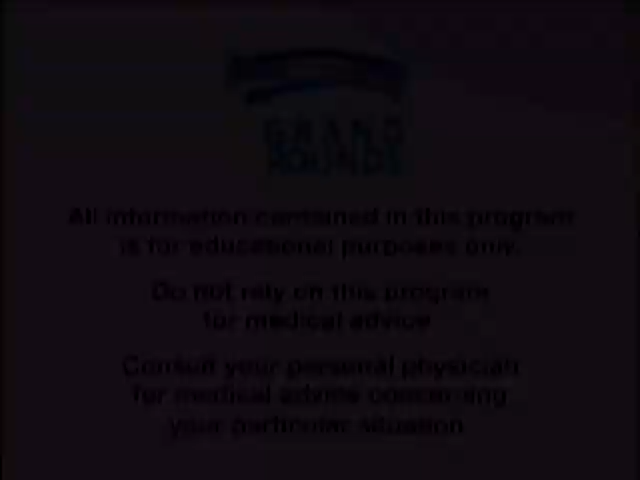 GRAND
ROUNDS
All information contained in this program
is for educational purposes only.
Do not rely on this program
for medical advice
Consult your personal physician
for medical advice concerning
your particular situation